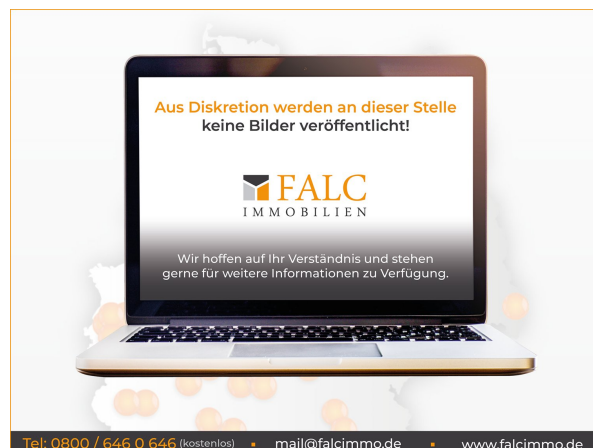 Aus Diskretion werden an dieser Stelle
keine Bilder veröffentlicht!
FALC
IMMOBILIEN
Wir hoffen auf Ihr Verständnis und stehen
gerne für weitere Informationen zu Verfügung.
Tel: 0800 / 646 0 646 (kostenlos) ▪ mail@falcimmo.de ▪ www.falcimmo.de